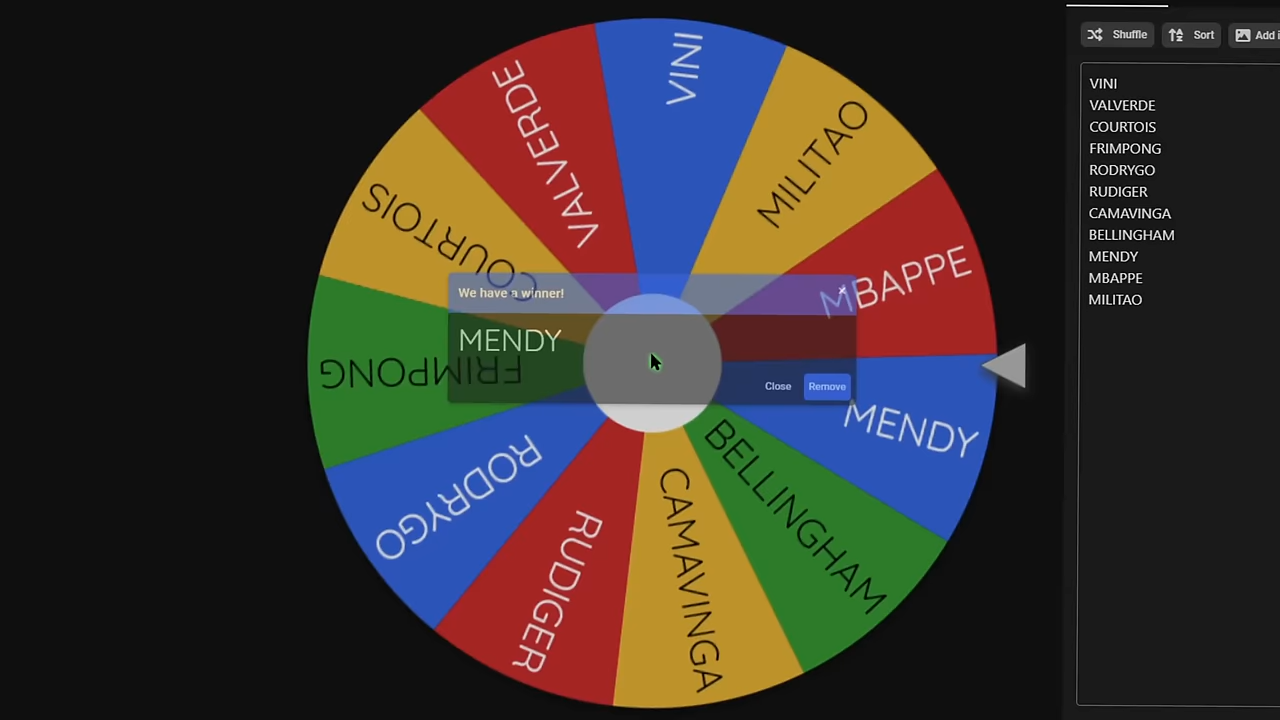 Shuffle
Sort
Add i
VINI
VALVERDE
COURTOIS
FRIMPONG
RODRYGO
RUDIGER
CAMAVINGA
BELLINGHAM
MENDY
MBAPPE
MILITAO
VINI
MILITAO
MBAPPE
MENDY
BELLINGHAM
CAMAVINGA
RUDIGER
RODRYGO
FRIMPONG
COURTOIS
VALVERDE
We have a winner!
MENDY
Close
Remove